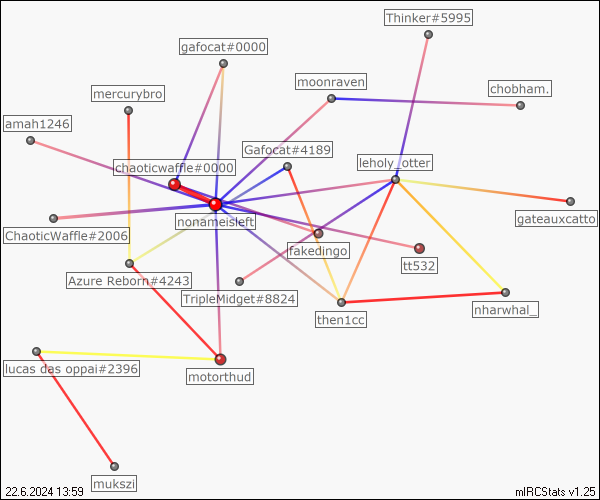 Thinker#5995
gafocat#0000
moonraven
chobham.
mercurybro
amah1246
Gafocat#4189
leholy_otter
chaoticwaffle#0000
nonameisleft
gateauxcatto
ChaoticWaffle#2006
fakedingo
tt532
Azure Reborn#4243
TripleMidget#8824
nharwhal_
then1cc
lucas das oppai#2396
motorthud
mukszi
22.6.2024 13:59
mIRCStats v1.25